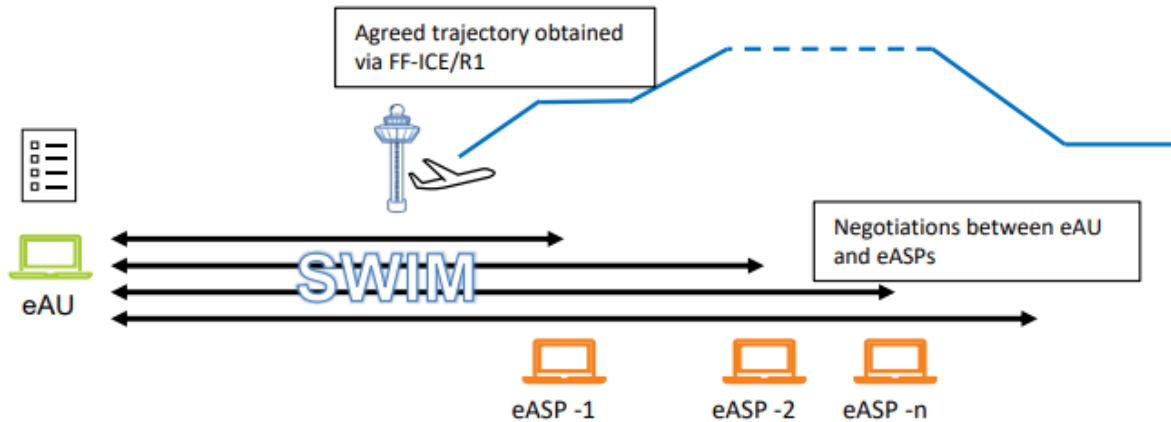 Agreed trajectory obtained
via FF-ICE/R1
Negotiations between eAU
and eASPs
SWIM
eAU
eASP -1
eASP -2
eASP -n